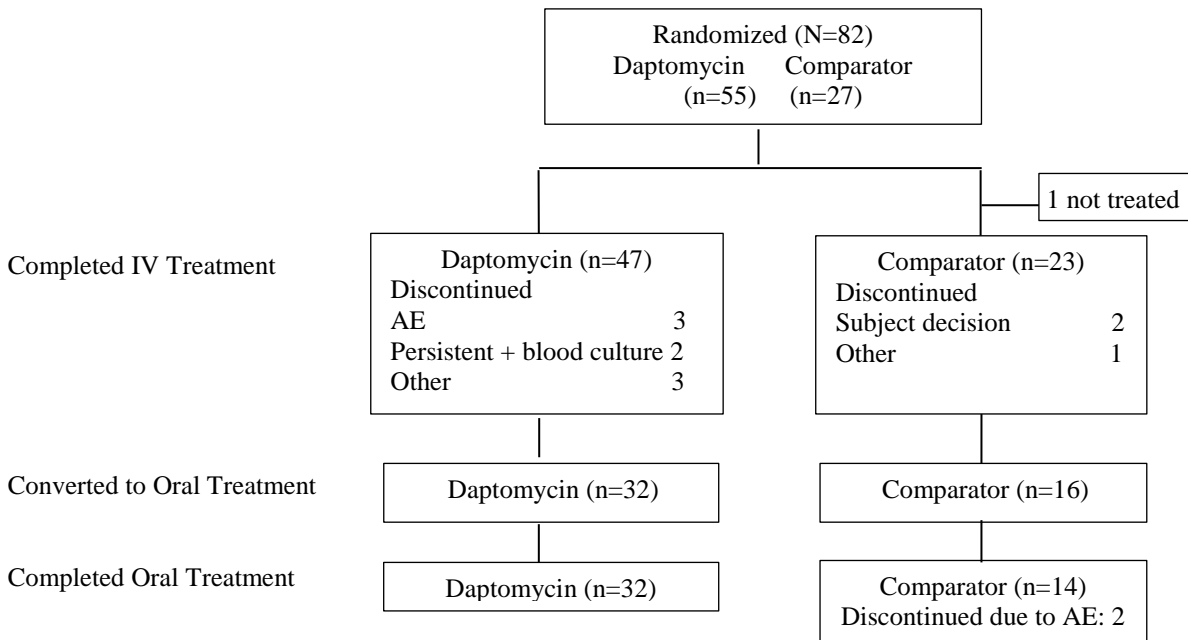 Randomized (N=82)
Daptomycin Comparator
(n=55) (n=27)
1 not treated
Completed IV Treatment
Daptomycin (n=47)
Discontinued
AE 3
Persistent + blood culture 2
Other 3
Comparator (n=23)
Discontinued
Subject decision 2
Other 1
Converted to Oral Treatment
Daptomycin (n=32)
Comparator (n=16)
Completed Oral Treatment
Daptomycin (n=32)
Comparator (n=14)
Discontinued due to AE: 2